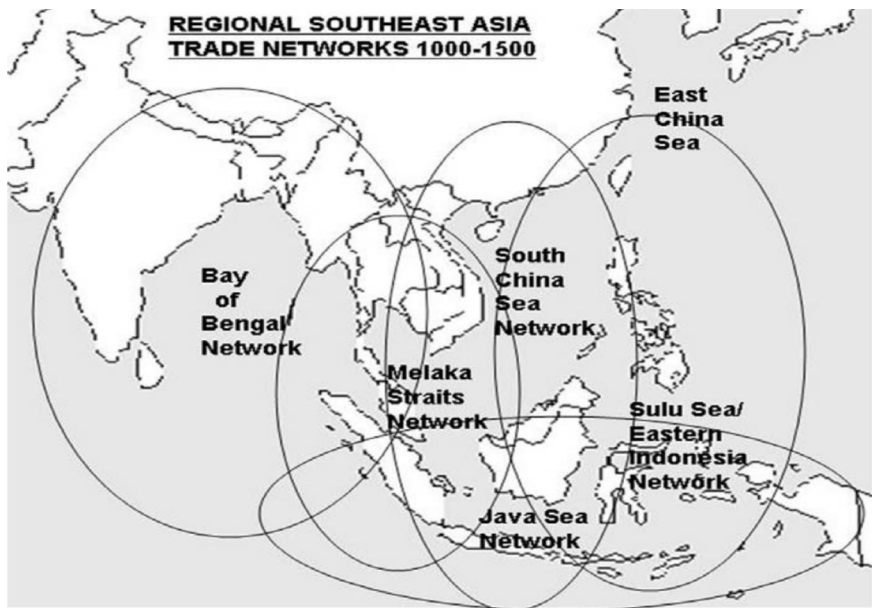 REGIONAL SOUTHEAST ASIA
TRADE NETWORKS 1000-1500
East
China
Sea
Bay
of
Bengal
Network
South
China
Sea
Network
Melaka
Straits
Network
Sulu Sea/
Eastern
Indonesia
Network
Java Sea
Network